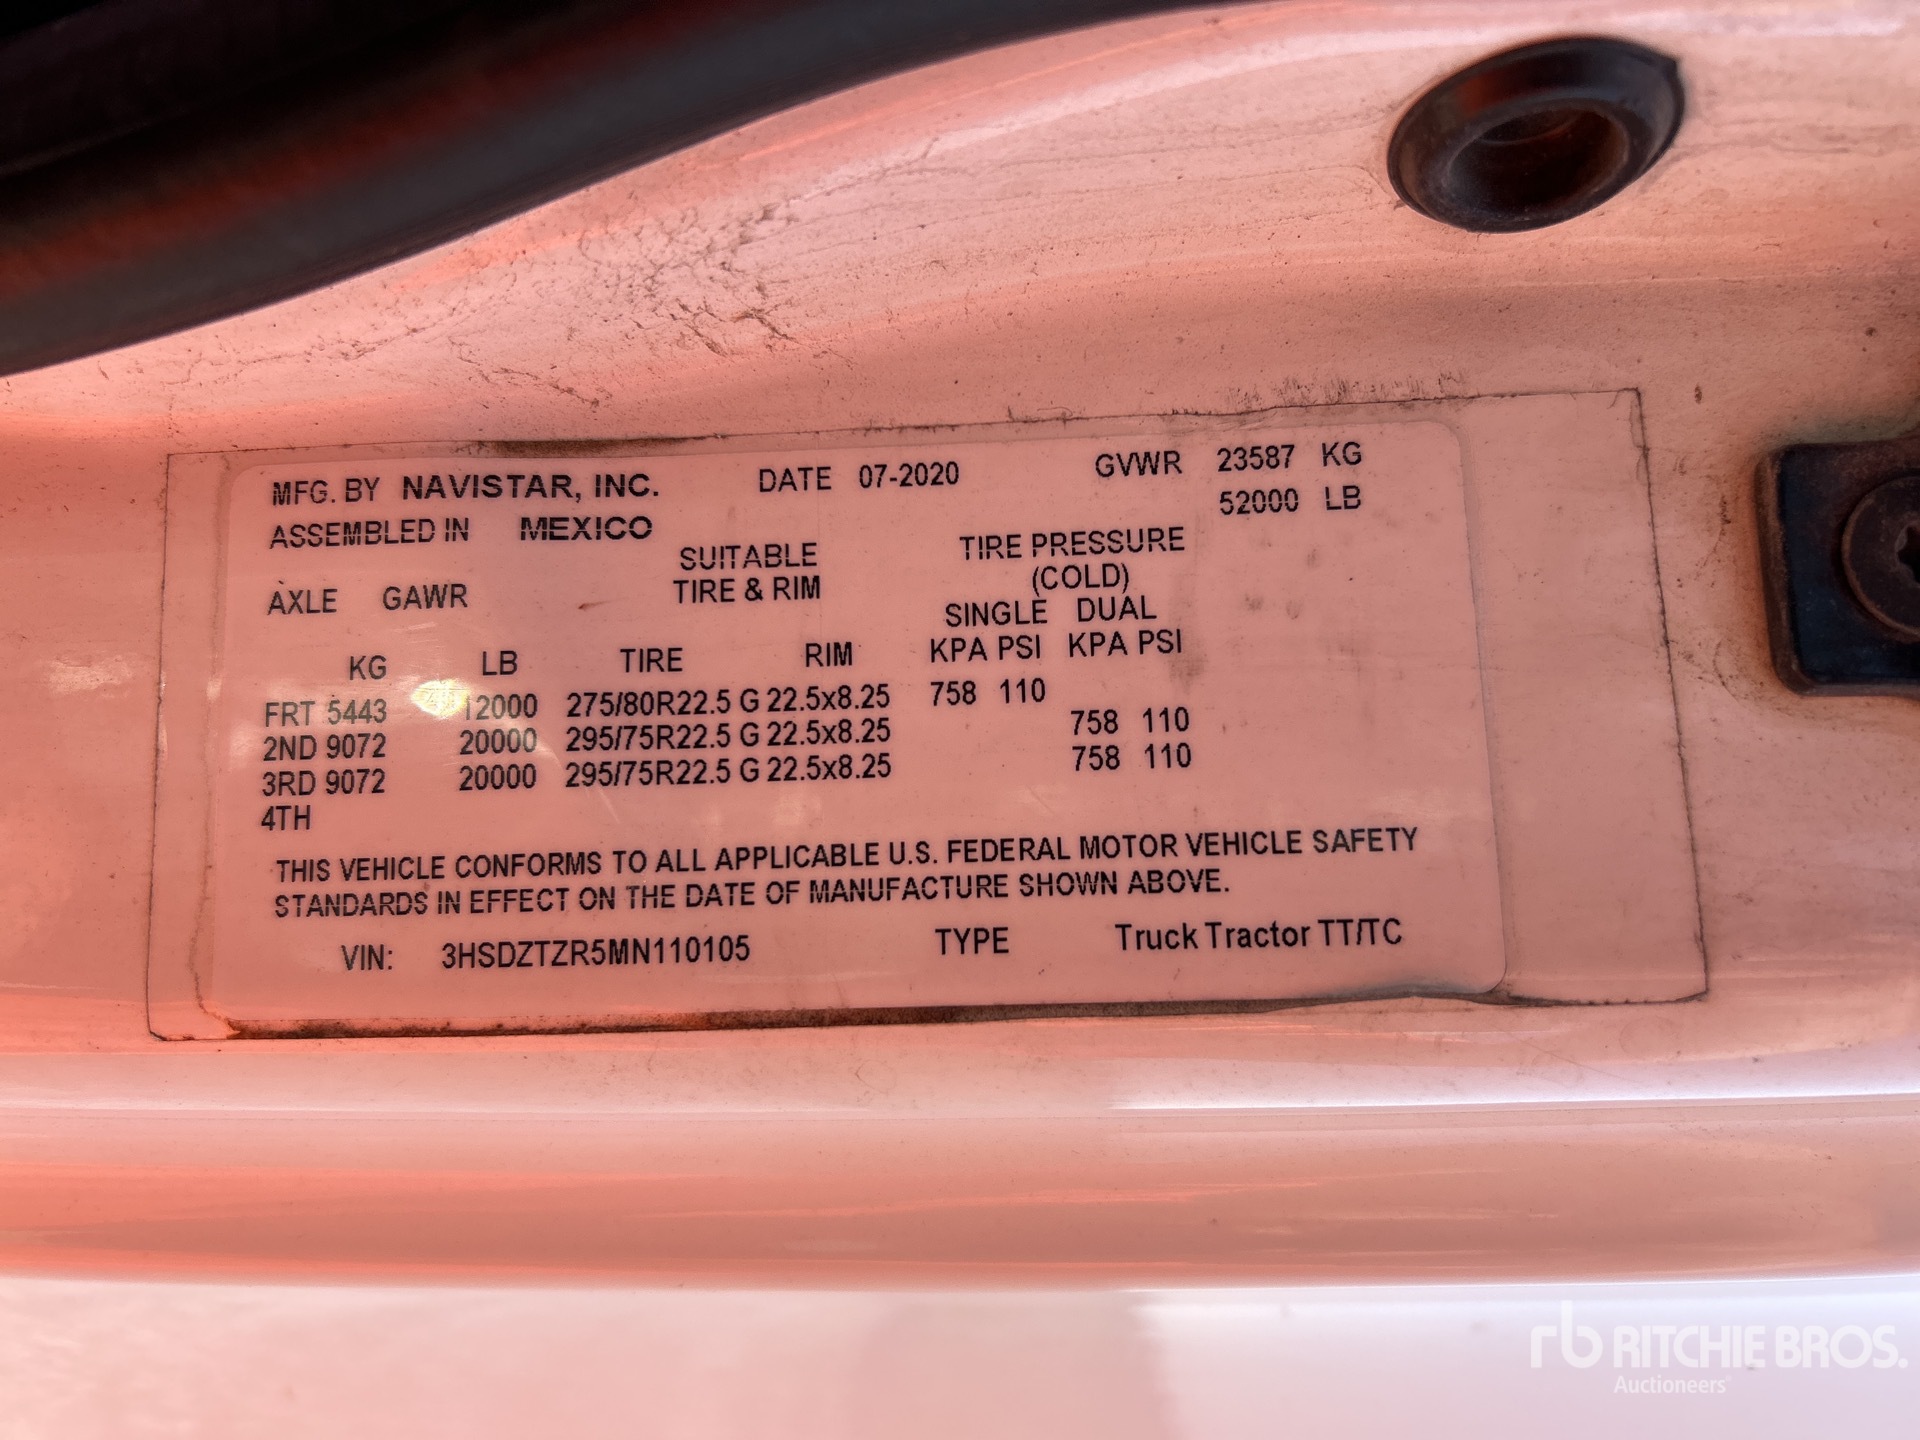 MFG. BY NAVISTAR, INC. DATE 07-2020 GVWR 23587 KG
52000 LB
ASSEMBLED IN MEXICO
SUITABLE TIRE PRESSURE
AXLE GAWR TIRE & RIM (COLD)
SINGLE DUAL
KG LB TIRE RIM KPA PSI KPA PSI
FRT 5443 12000 275/80R22.5 G 22.5x8.25 758 110
2ND 9072 20000 295/75R22.5 G 22.5x8.25 758 110
3RD 9072 20000 295/75R22.5 G 22.5x8.25 758 110
4TH
THIS VEHICLE CONFORMS TO ALL APPLICABLE U.S. FEDERAL MOTOR VEHICLE SAFETY
STANDARDS IN EFFECT ON THE DATE OF MANUFACTURE SHOWN ABOVE.
VIN: 3HSDZTZR5MN110105 TYPE Truck Tractor TT/TC
rb RITCHIE BROS.
Auctioneers